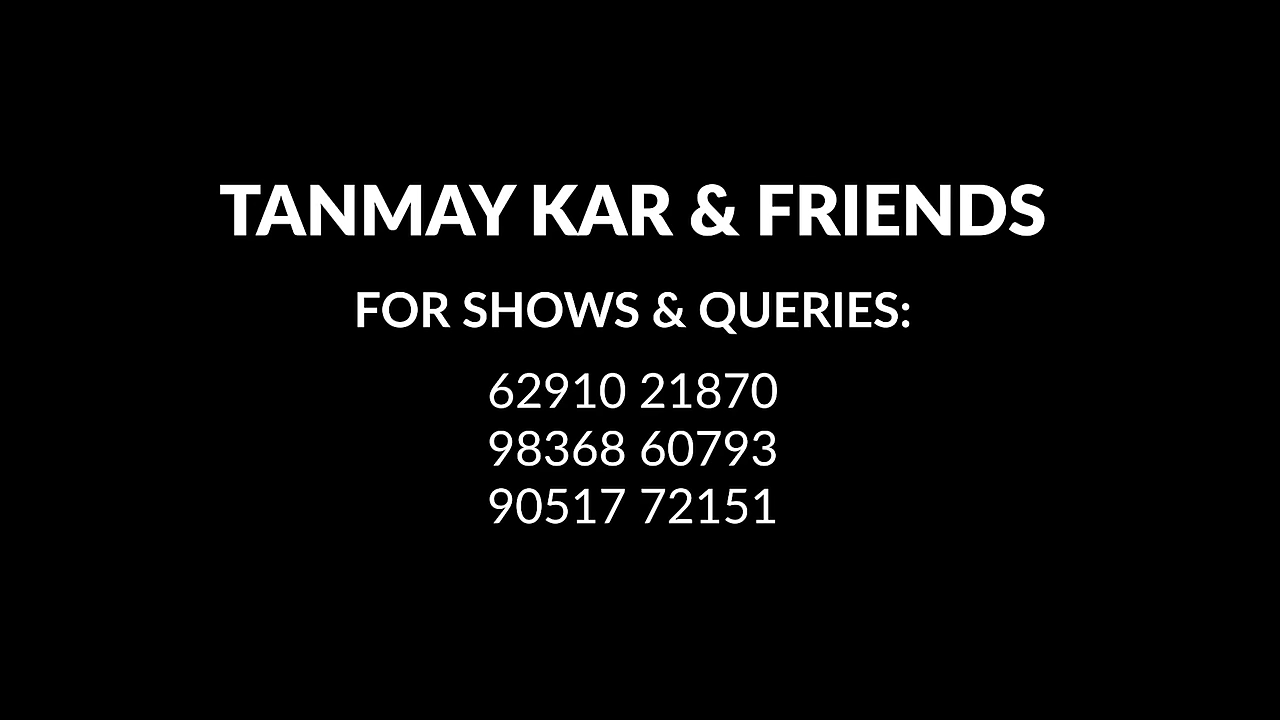 TANMAY KAR & FRIENDS
FOR SHOWS & QUERIES:
62910 21870
98368 60793
90517 72151